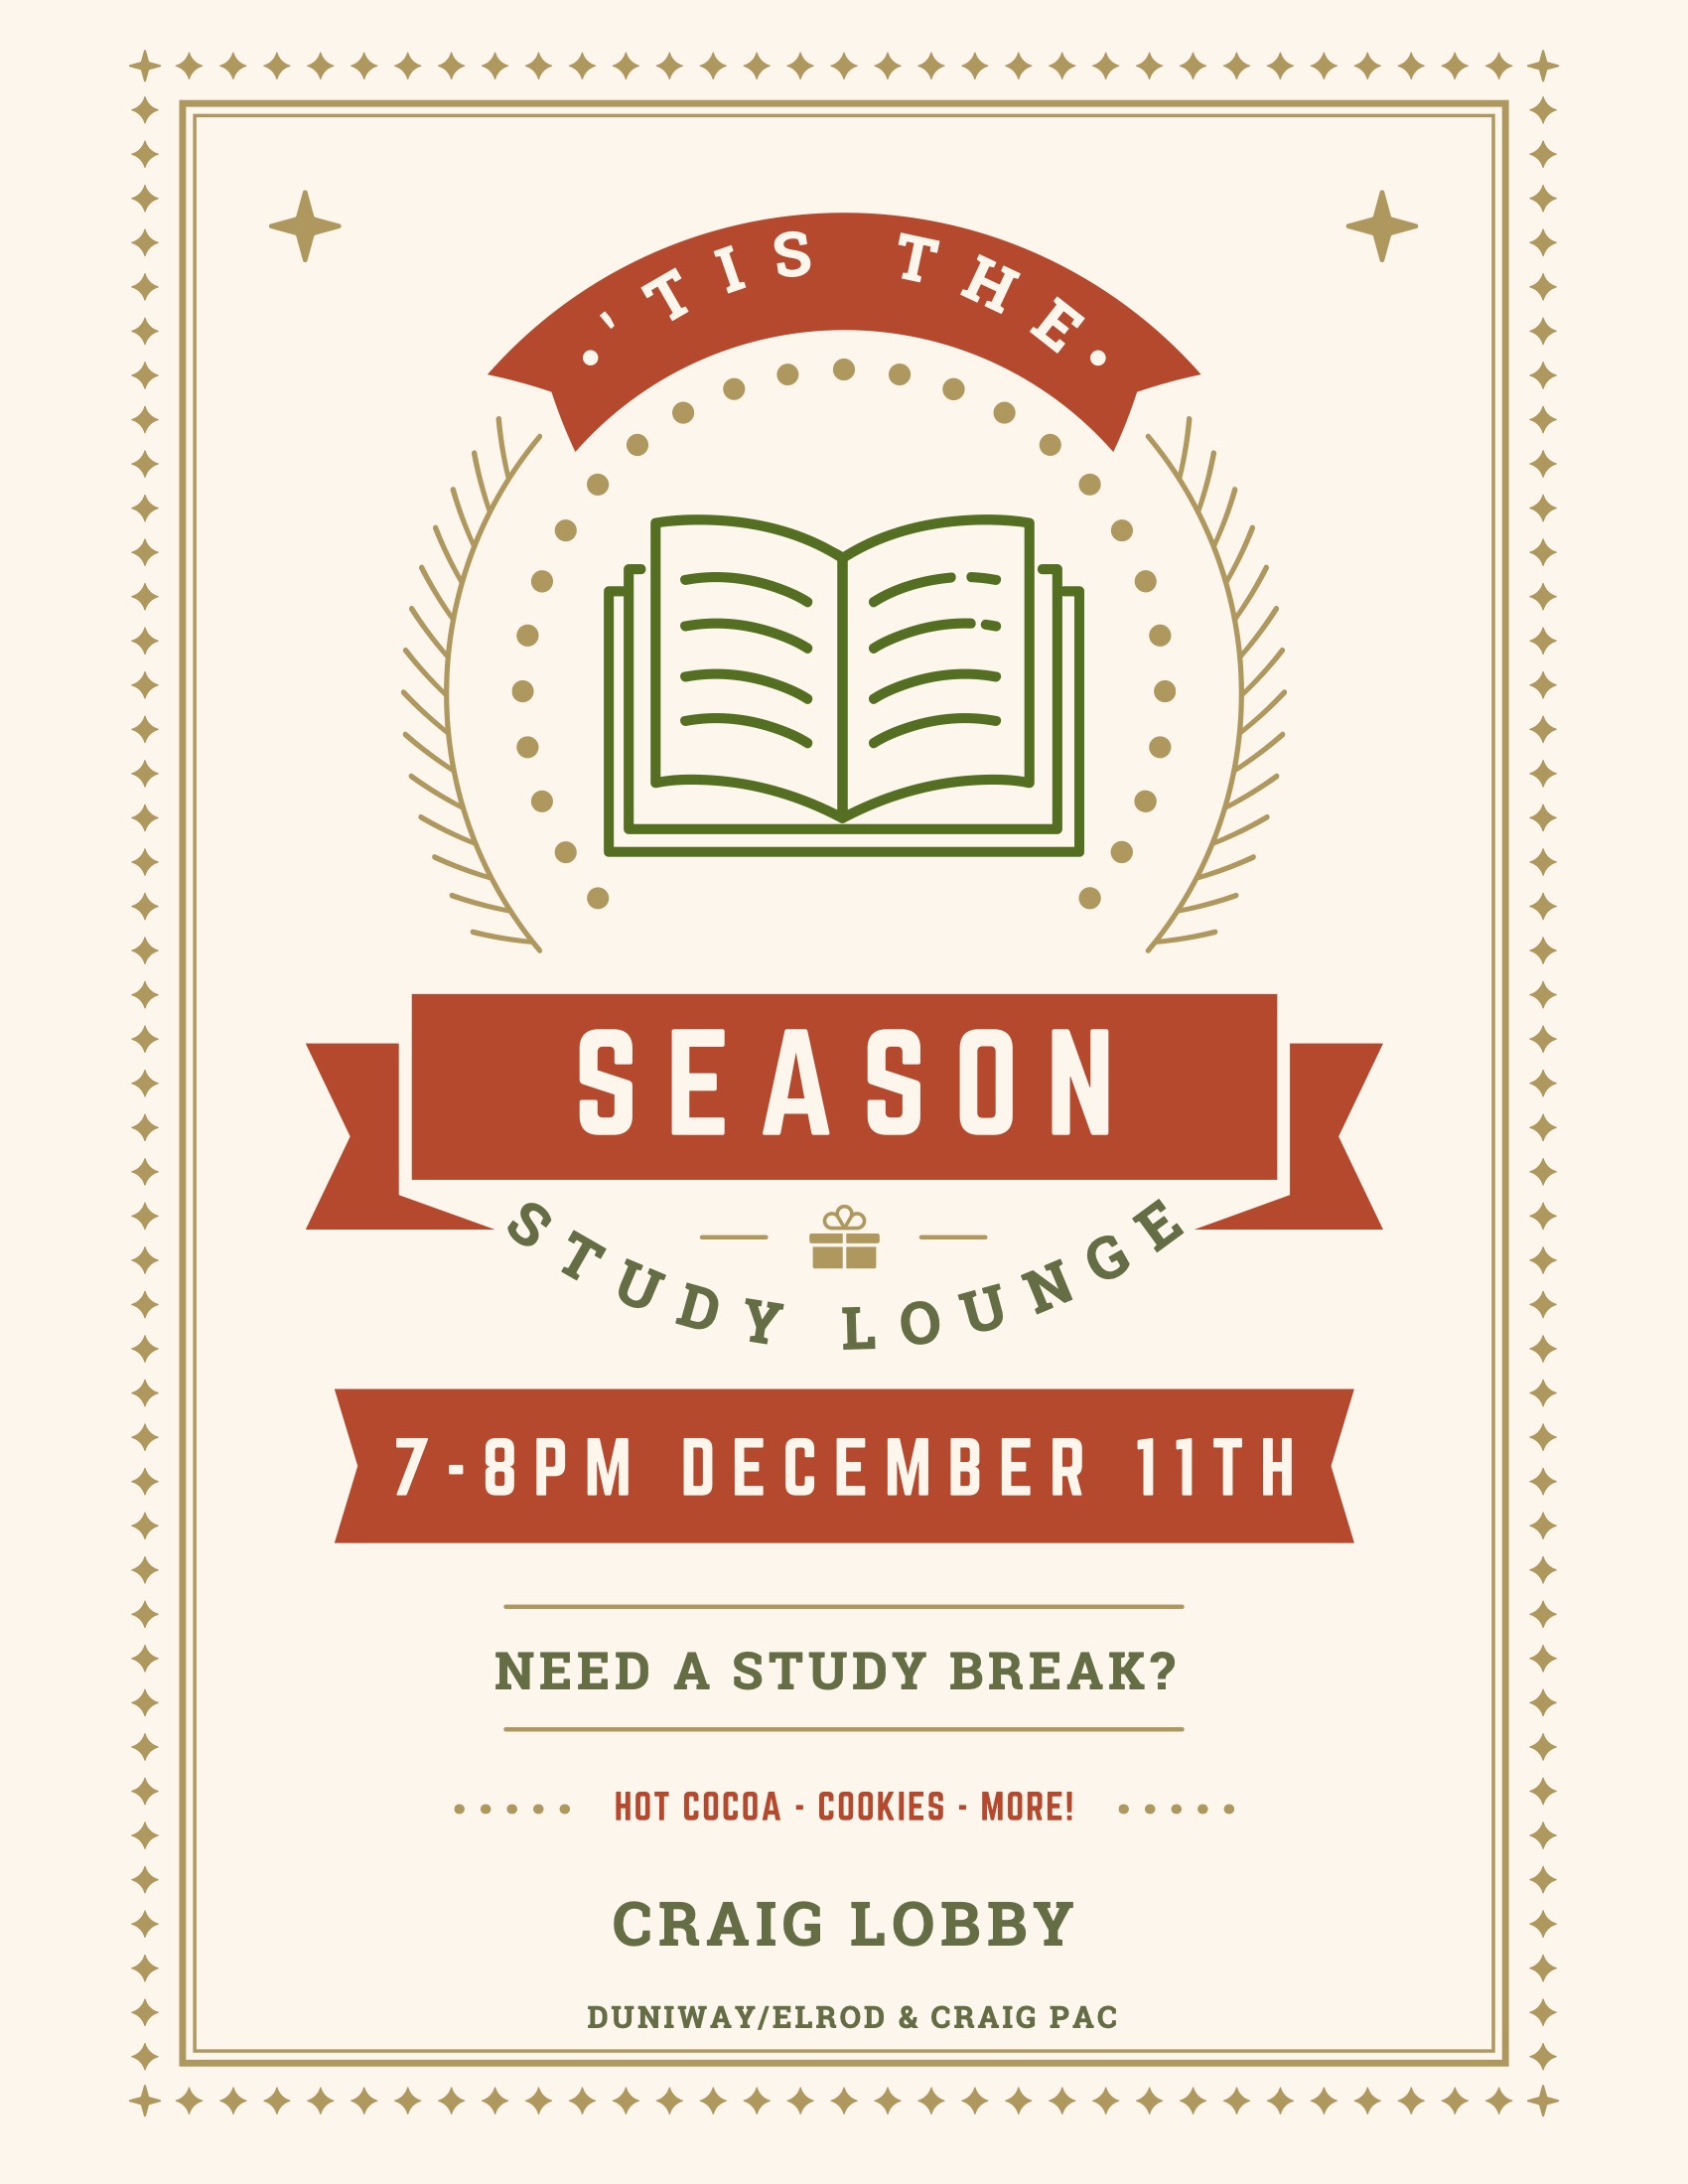 'TIS THE
SEASON
STUDY LOUNGE
7-8PM DECEMBER 11TH
NEED A STUDY BREAK?
HOT COCOA - COOKIES - MORE!
CRAIG LOBBY
DUNIWAY/ELROD & CRAIG PAC